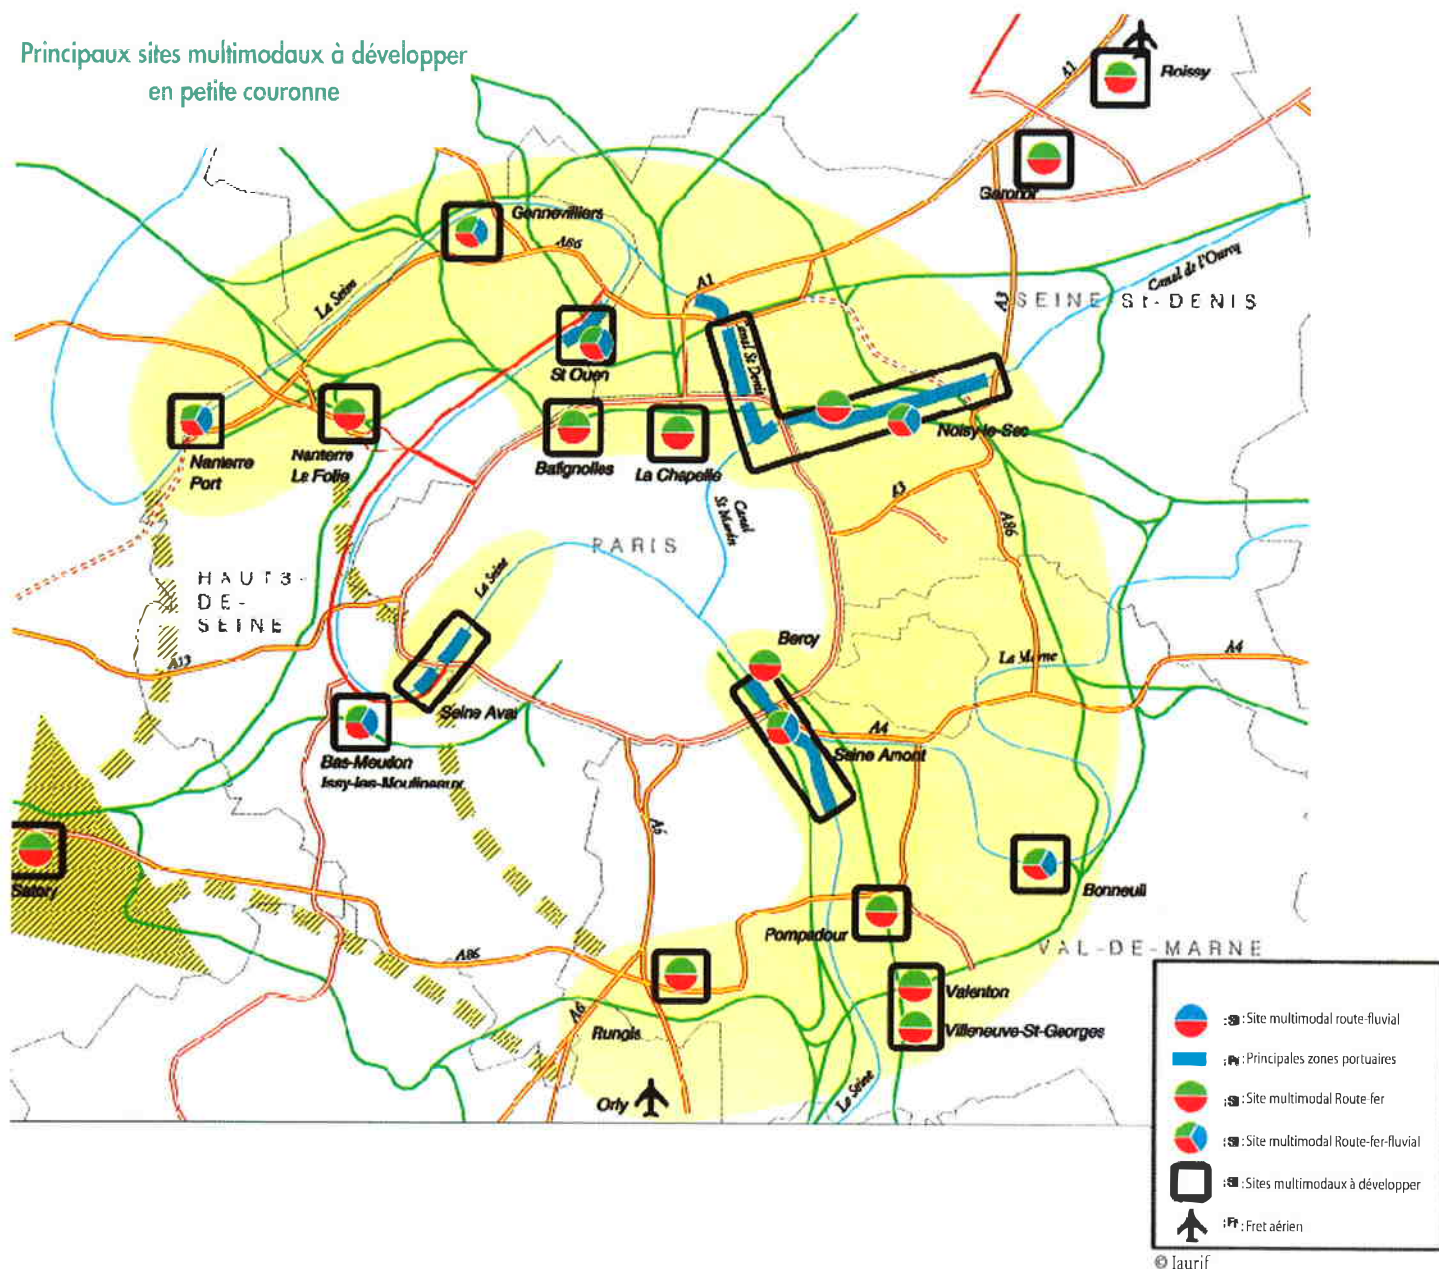 Principaux sites multimodaux à développer
en petite couronne
A1
Roissy
Garonor
Gennevilliers
A86
La Seine
A1
Canal de l'Ourcq
A3
SEINE-St-DENIS
Canal St Denis
St Ouen
Nanterre
Port
Nanterre
La Folie
Batignolles
La Chapelle
Noisy-le-Sec
A3
A86
Canal
St Martin
PARIS
La Seine
HAUTS-
DE-
SEINE
A13
Bercy
La Marne
A4
Seine Aval
A4
Seine Amont
Bas-Meudon
Issy-les-Moulineaux
A6
Satory
Bonneuil
Pompadour
A86
VAL-DE-MARNE
Valenton
A6
Rungis
Villeneuve-St-Georges
Orly
La Seine
: Site multimodal route-fluvial
: Principales zones portuaires
: Site multimodal Route-fer
: Site multimodal Route-fer-fluvial
: Sites multimodaux à développer
: Fret aérien
© Iaurif